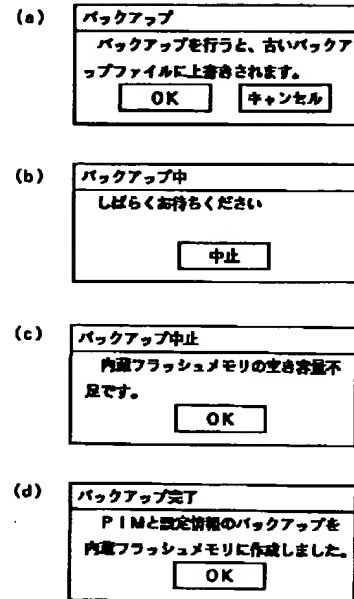 (a)
バックアップ
バックアップを行うと、古いバックア
ップファイルに上書きされます。
OK キャンセル
(b)
バックアップ中
しばらくお待ちください
中止
(c)
バックアップ中止
内蔵フラッシュメモリの空き容量不
足です。
OK
(d)
バックアップ完了
PIMと設定情報のバックアップを
内蔵フラッシュメモリに作成しました。
OK